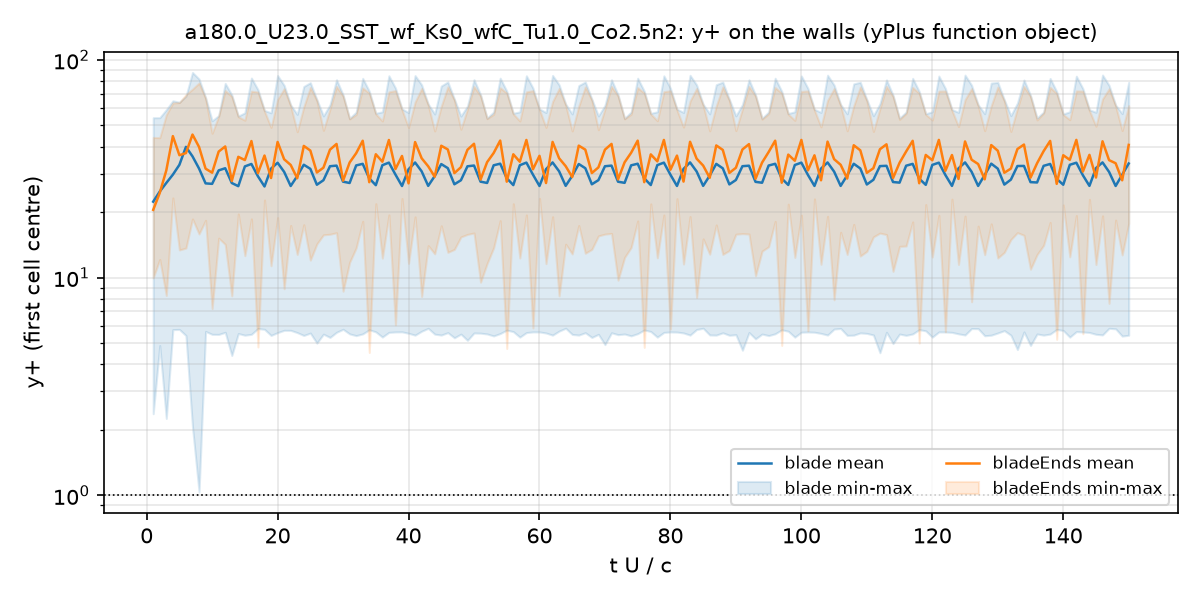 a180.0_U23.0_SST_wf_Ks0_wfC_Tu1.0_Co2.5n2: y+ on the walls (yPlus function object)
y+ (first cell centre)
10²
10¹
10⁰
blade mean
blade min-max
bladeEnds mean
bladeEnds min-max
0 20 40 60 80 100 120 140
t U / c